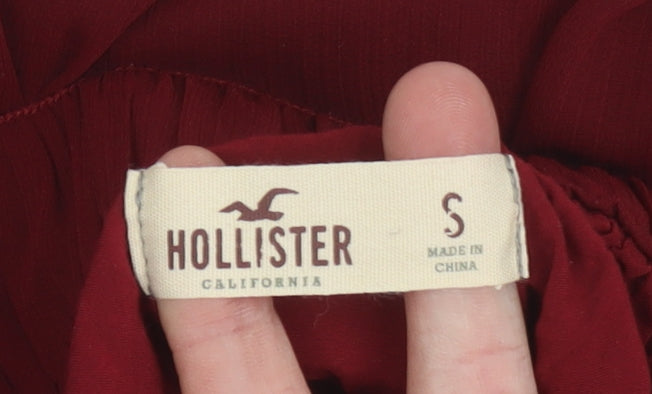 HOLLISTER
CALIFORNIA
S
MADE IN
CHINA